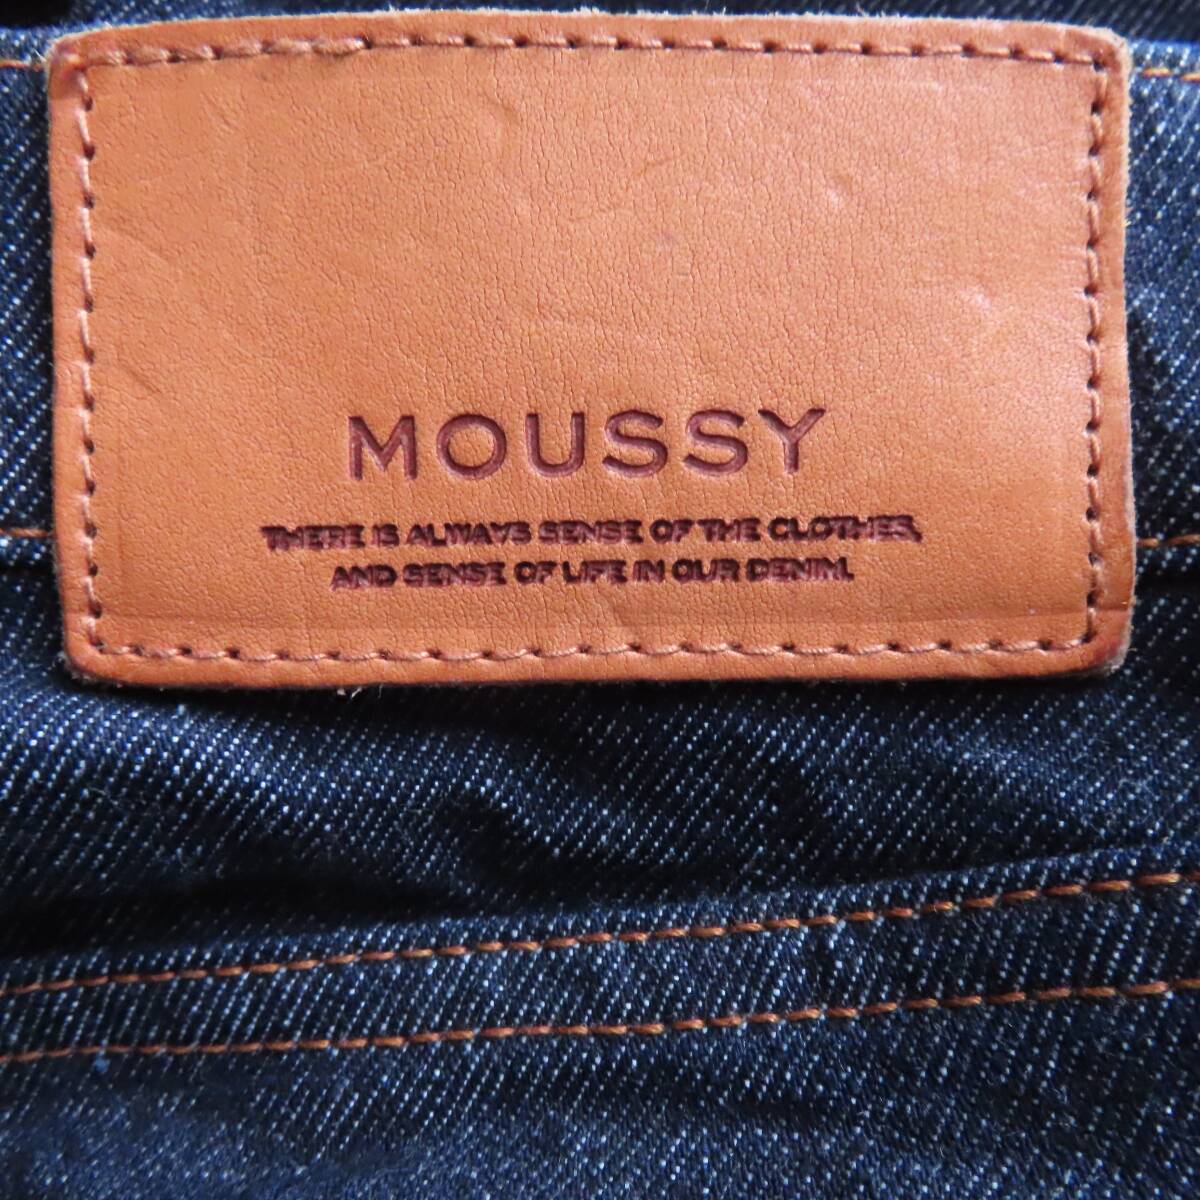 MOUSSY
THERE IS ALWAYS SENSE OF THE CLOTHES,
AND SENSE OF LIFE IN OUR DENIM.